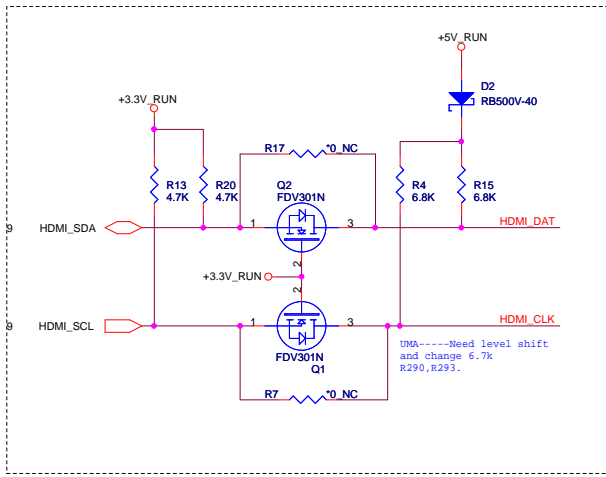 +5V_RUN
D2
RB500V-40
+3.3V_RUN
R17
*0_NC
R13
4.7K
R20
4.7K
Q2
FDV301N
R4
6.8K
R15
6.8K
9
HDMI_SDA
1
3
HDMI_DAT
2
+3.3V_RUN
2
9
HDMI_SCL
1
3
HDMI_CLK
FDV301N
Q1
UMA-----Need level shift
and change 6.7k
R290,R293.
R7
*0_NC